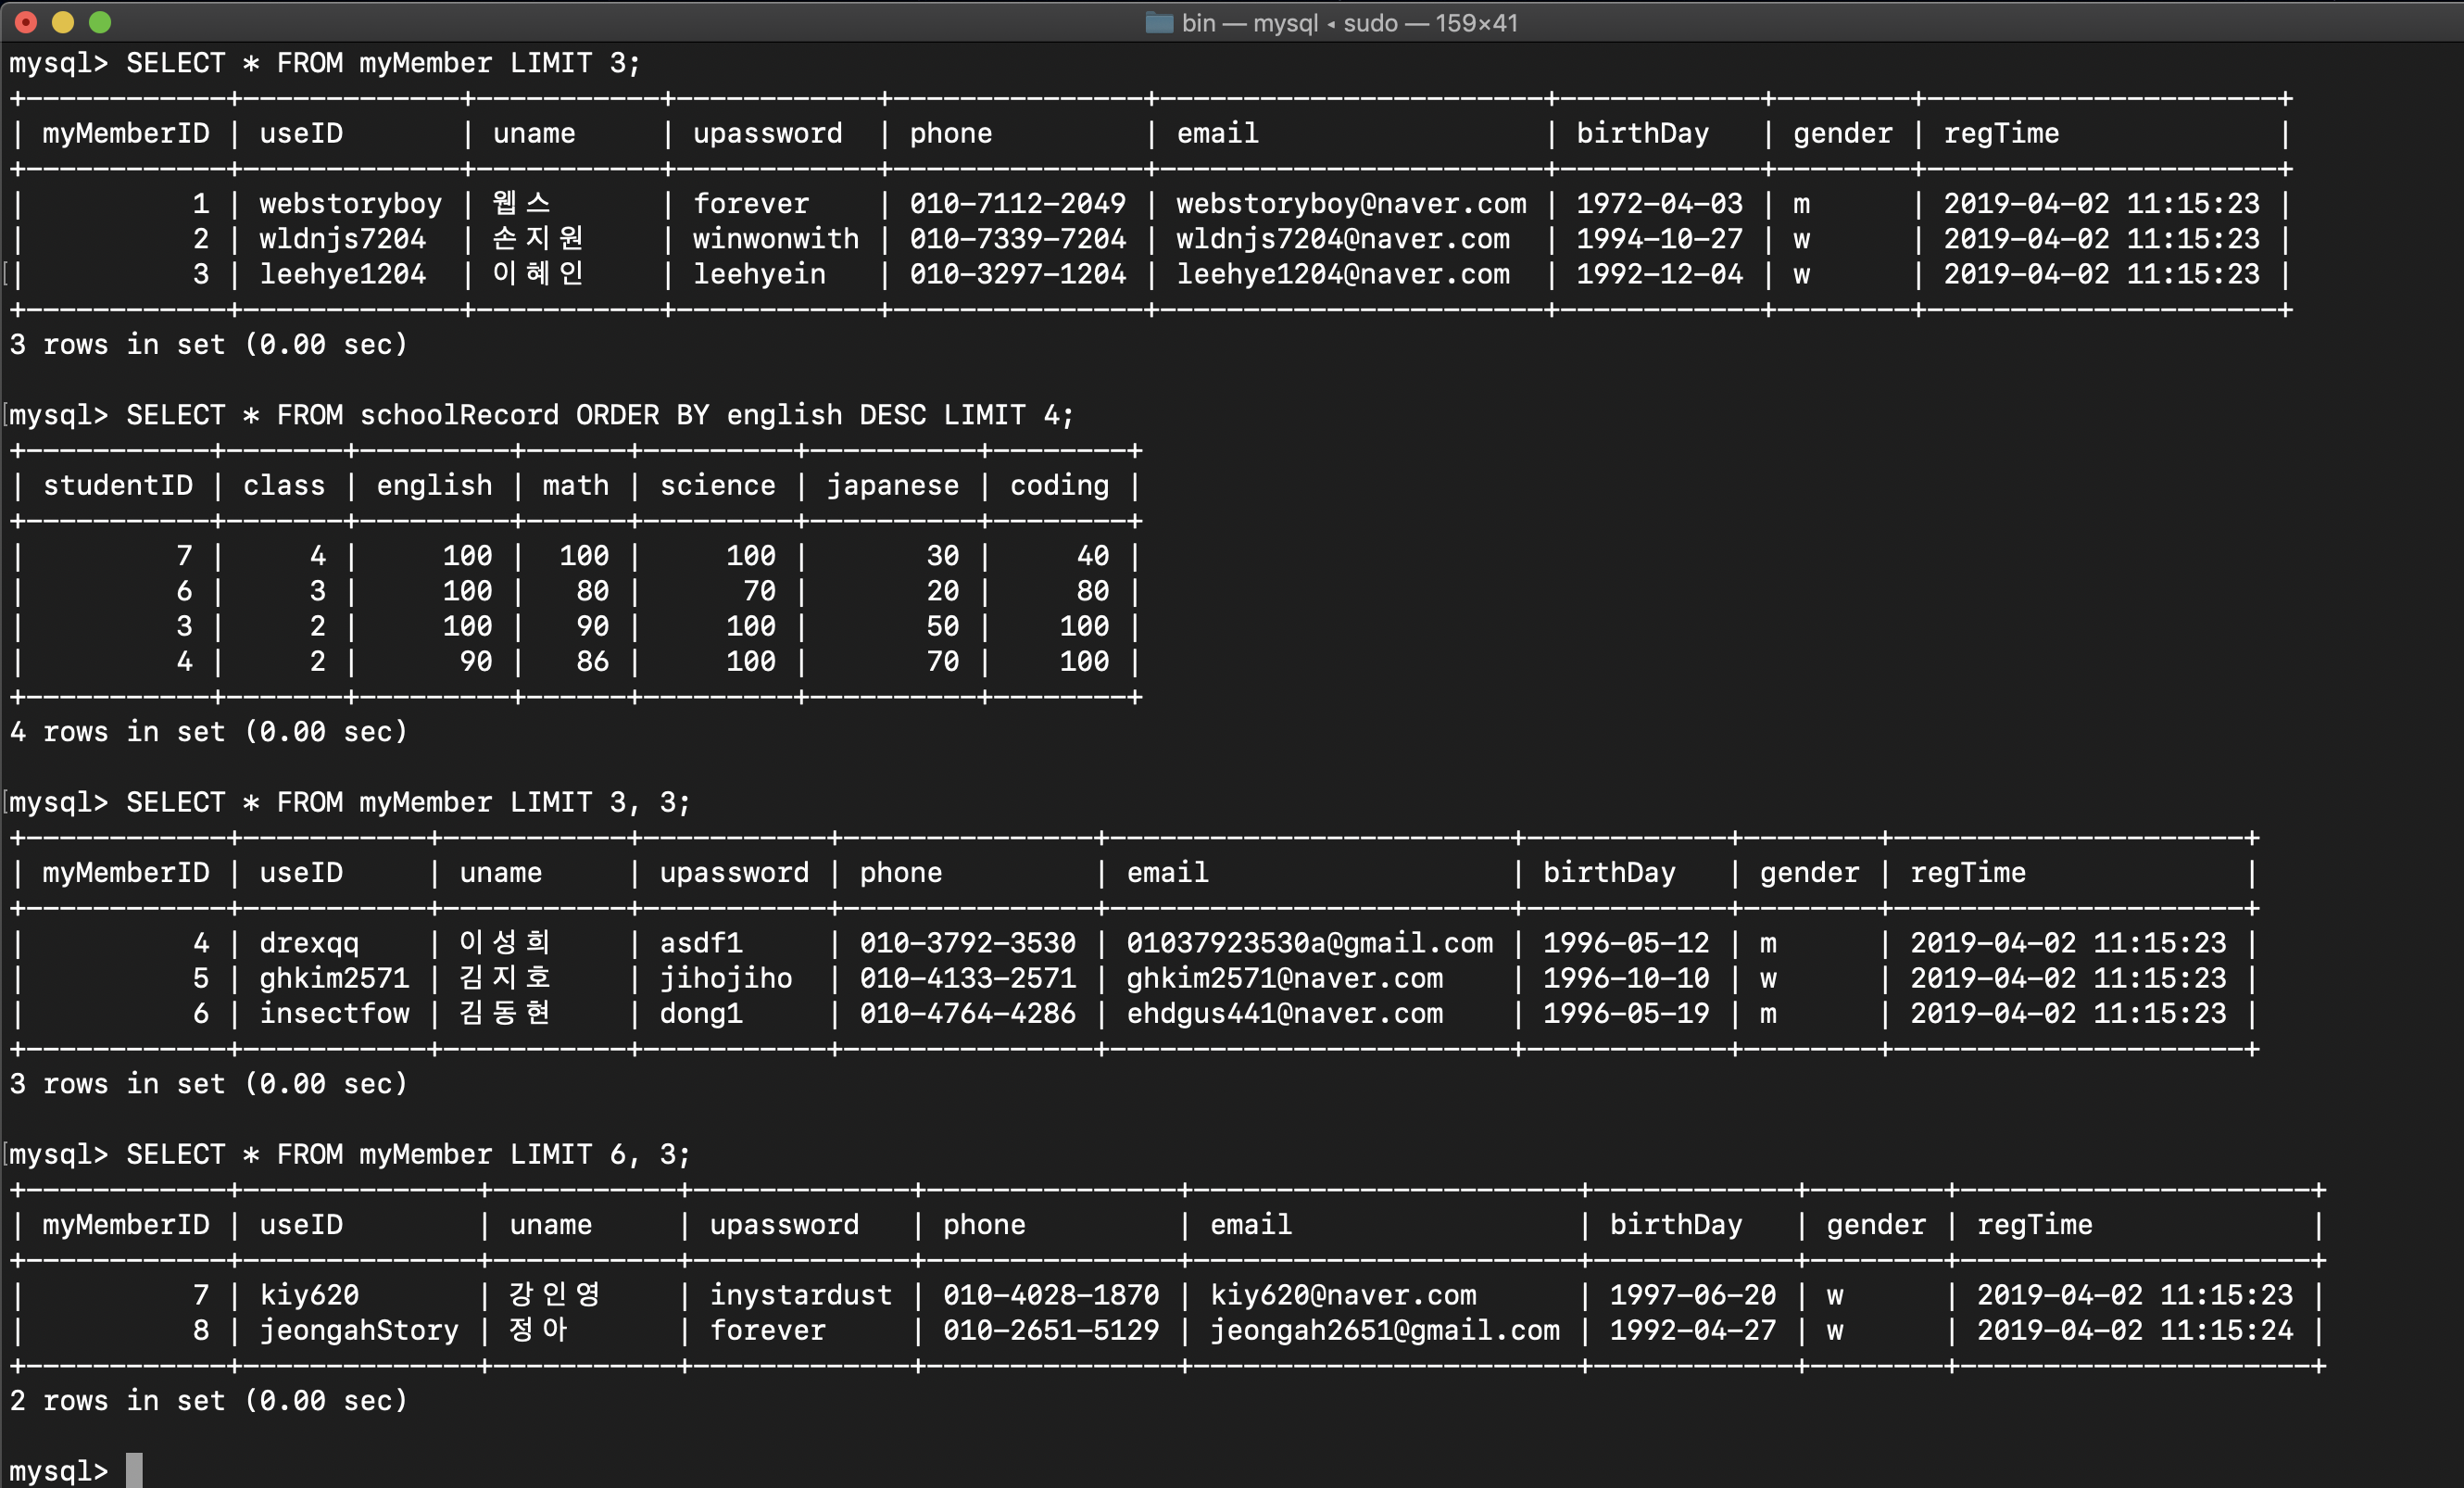 bin — mysql ◂ sudo — 159×41
mysql> SELECT * FROM myMember LIMIT 3;
+------------+-------------+-----------+------------+---------------+-----------------------+------------+--------+---------------------+
| myMemberID | useID       | uname     | upassword  | phone         | email                 | birthDay   | gender | regTime             |
+------------+-------------+-----------+------------+---------------+-----------------------+------------+--------+---------------------+
|          1 | webstoryboy | 웹스      | forever    | 010-7112-2049 | webstoryboy@naver.com | 1972-04-03 | m      | 2019-04-02 11:15:23 |
|          2 | wldnjs7204  | 손지원    | winwonwith | 010-7339-7204 | wldnjs7204@naver.com  | 1994-10-27 | w      | 2019-04-02 11:15:23 |
|          3 | leehye1204  | 이혜인    | leehyein   | 010-3297-1204 | leehye1204@naver.com  | 1992-12-04 | w      | 2019-04-02 11:15:23 |
+------------+-------------+-----------+------------+---------------+-----------------------+------------+--------+---------------------+
3 rows in set (0.00 sec)
mysql> SELECT * FROM schoolRecord ORDER BY english DESC LIMIT 4;
+-----------+-------+---------+------+---------+----------+--------+
| studentID | class | english | math | science | japanese | coding |
+-----------+-------+---------+------+---------+----------+--------+
|         7 |     4 |     100 |  100 |     100 |       30 |     40 |
|         6 |     3 |     100 |   80 |      70 |       20 |     80 |
|         3 |     2 |     100 |   90 |     100 |       50 |    100 |
|         4 |     2 |      90 |   86 |     100 |       70 |    100 |
+-----------+-------+---------+------+---------+----------+--------+
4 rows in set (0.00 sec)
mysql> SELECT * FROM myMember LIMIT 3, 3;
+------------+-----------+-----------+-----------+---------------+------------------------+------------+--------+---------------------+
| myMemberID | useID     | uname     | upassword | phone         | email                  | birthDay   | gender | regTime             |
+------------+-----------+-----------+-----------+---------------+------------------------+------------+--------+---------------------+
|          4 | drexqq    | 이성희    | asdf1     | 010-3792-3530 | 01037923530a@gmail.com | 1996-05-12 | m      | 2019-04-02 11:15:23 |
|          5 | ghkim2571 | 김지호    | jihojiho  | 010-4133-2571 | ghkim2571@naver.com    | 1996-10-10 | w      | 2019-04-02 11:15:23 |
|          6 | insectfow | 김동현    | dong1     | 010-4764-4286 | ehdgus441@naver.com    | 1996-05-19 | m      | 2019-04-02 11:15:23 |
+------------+-----------+-----------+-----------+---------------+------------------------+------------+--------+---------------------+
3 rows in set (0.00 sec)
mysql> SELECT * FROM myMember LIMIT 6, 3;
+------------+--------------+-----------+-------------+---------------+-----------------------+------------+--------+---------------------+
| myMemberID | useID        | uname     | upassword   | phone         | email                 | birthDay   | gender | regTime             |
+------------+--------------+-----------+-------------+---------------+-----------------------+------------+--------+---------------------+
|          7 | kiy620       | 강인영    | inystardust | 010-4028-1870 | kiy620@naver.com      | 1997-06-20 | w      | 2019-04-02 11:15:23 |
|          8 | jeongahStory | 정아      | forever     | 010-2651-5129 | jeongah2651@gmail.com | 1992-04-27 | w      | 2019-04-02 11:15:24 |
+------------+--------------+-----------+-------------+---------------+-----------------------+------------+--------+---------------------+
2 rows in set (0.00 sec)
mysql>